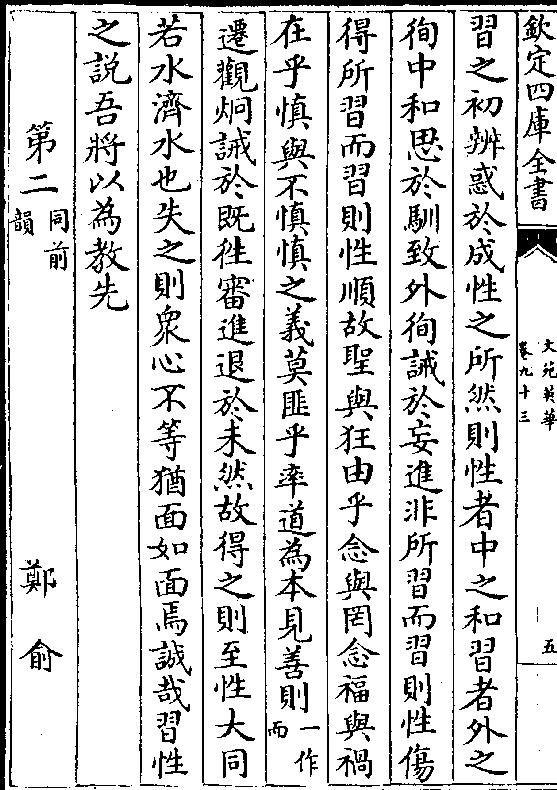 欽定四庫全書
文苑英華
卷九十三
五
習之初辨惑於成性之所然則性者中之和習者外之
徇中和思於馴致外徇誡於妄進非所習而習則性傷
得所習而習則性順故聖與狂由乎念與罔念福與禍
在乎慎與不慎慎之義莫匪乎率道為本見善則一作而
遷觀炯誡於既徃審進退於未然故得之則至性大同
若水濟水也失之則衆心不等猶面如面焉誠哉習性
之説吾將以為教先
第二同前韻　鄭俞